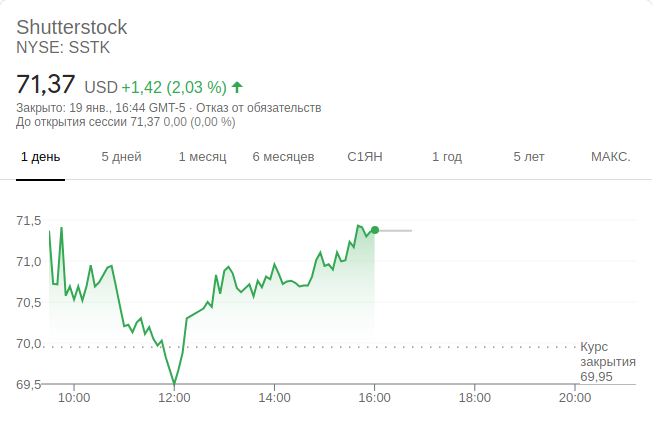 Shutterstock
NYSE: SSTK
71,37 USD +1,42 (2,03 %)
Закрыто: 19 янв., 16:44 GMT-5 · Отказ от обязательств
До открытия сессии 71,37 0,00 (0,00 %)
1 день 5 дней 1 месяц 6 месяцев С1ЯН 1 год 5 лет МАКС.
71,5
71,0
70,5
70,0
69,5
Курс
закрытия
69,95
10:00 12:00 14:00 16:00 18:00 20:00